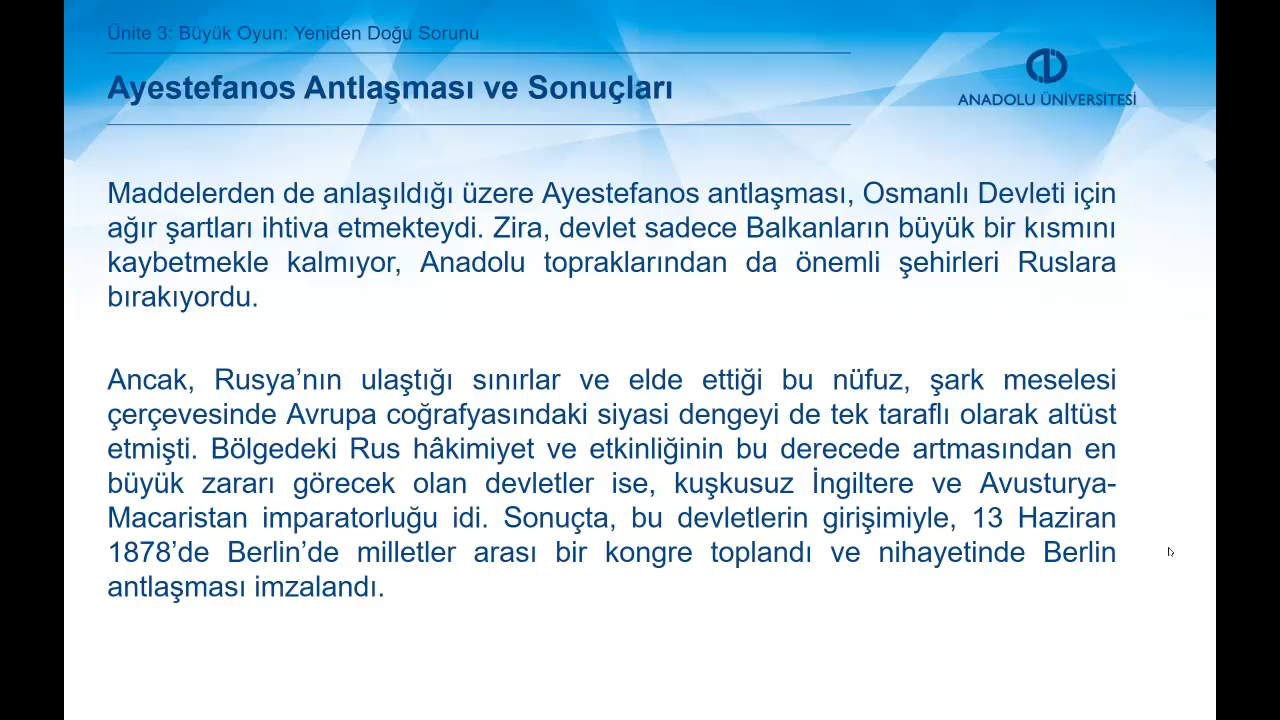 Ünite 3: Büyük Oyun: Yeniden Doğu Sorunu
Ayestefanos Antlaşması ve Sonuçları
ANADOLU ÜNİVERSİTESİ
Maddelerden de anlaşıldığı üzere Ayestefanos antlaşması, Osmanlı Devleti için
ağır şartları ihtiva etmekteydi. Zira, devlet sadece Balkanların büyük bir kısmını
kaybetmekle kalmıyor, Anadolu topraklarından da önemli şehirleri Ruslara
bırakıyordu.
Ancak, Rusya’nın ulaştığı sınırlar ve elde ettiği bu nüfuz, şark meselesi
çerçevesinde Avrupa coğrafyasındaki siyasi dengeyi de tek taraflı olarak altüst
etmişti. Bölgedeki Rus hâkimiyet ve etkinliğinin bu derecede artmasından en
büyük zararı görecek olan devletler ise, kuşkusuz İngiltere ve Avusturya-
Macaristan imparatorluğu idi. Sonuçta, bu devletlerin girişimiyle, 13 Haziran
1878’de Berlin’de milletler arası bir kongre toplandı ve nihayetinde Berlin
antlaşması imzalandı.